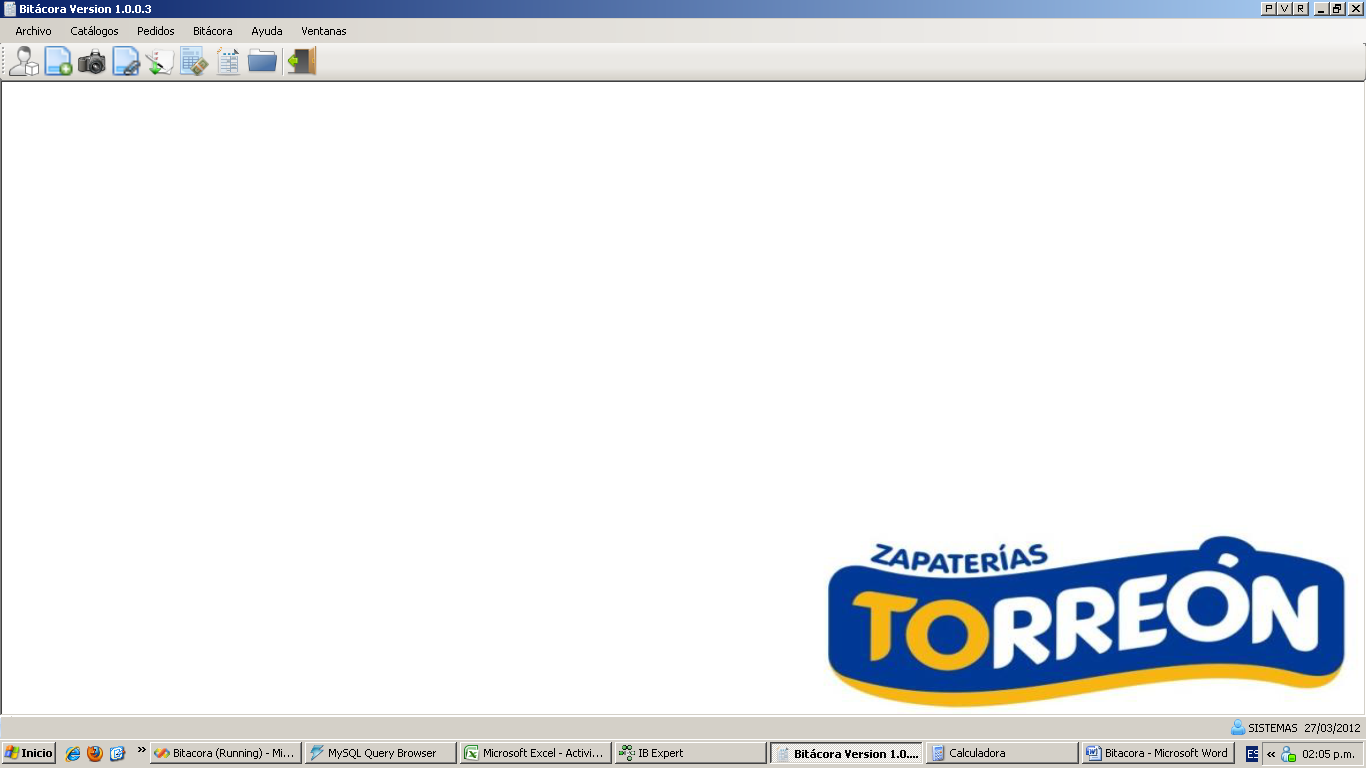 Bitácora Version 1.0.0.3
P V R
Archivo Catálogos Pedidos Bitácora Ayuda Ventanas
ZAPATERÍAS
TORREÓN
SISTEMAS 27/03/2012
Inicio » Bitacora (Running) - Mi... MySQL Query Browser Microsoft Excel - Activi... IB Expert Bitácora Version 1.0.... Calculadora Bitacora - Microsoft Word ES « 02:05 p.m.